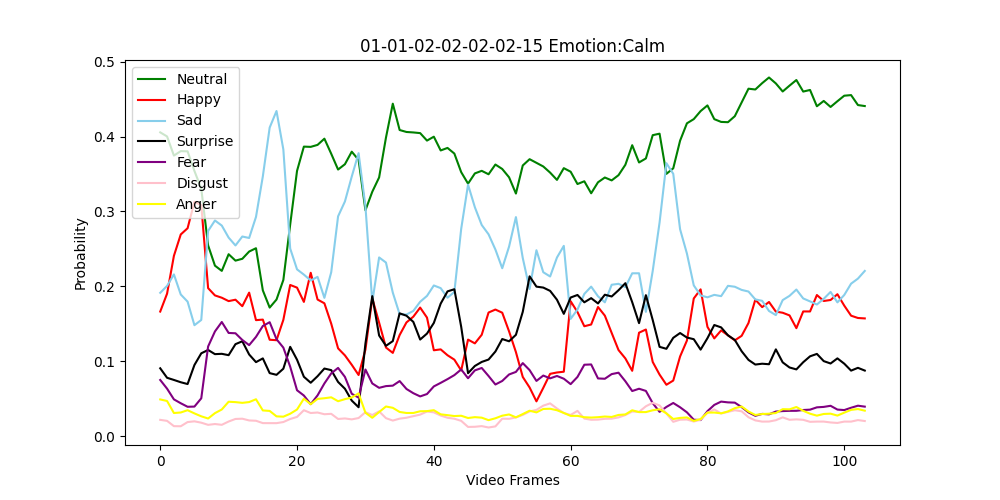 01-01-02-02-02-02-15 Emotion:Calm
Probability
0.5
0.4
0.3
0.2
0.1
0.0
Neutral
Happy
Sad
Surprise
Fear
Disgust
Anger
0 20 40 60 80 100
Video Frames